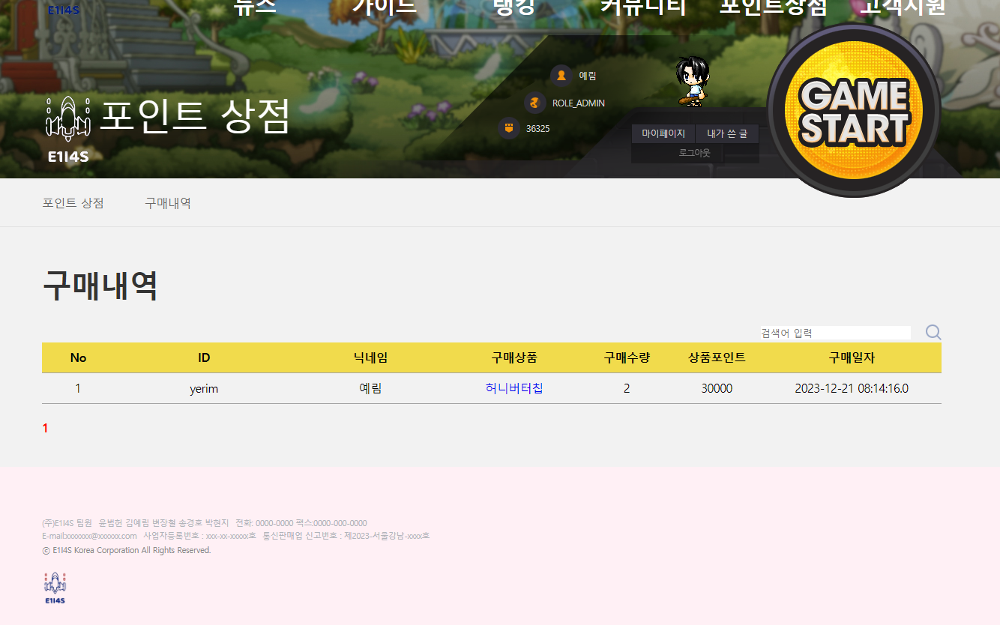 E1I4S
뉴스 가이드 랭킹 커뮤니티 포인트상점 고객지원
예림
ROLE_ADMIN
36325
포인트 상점
E1I4S
마이페이지 내가 쓴 글
로그아웃
GAME
START
포인트 상점 구매내역
구매내역
검색어 입력
No ID 닉네임 구매상품 구매수량 상품포인트 구매일자
1 yerim 예림 허니버터칩 2 30000 2023-12-21 08:14:16.0
1
(주)E1I4S 팀원 윤범헌 김예림 변장철 송경호 박현지 전화: 0000-0000 팩스:0000-000-0000
E-mail:xxxxxxx@xxxxxx.com 사업자등록번호 : xxx-xx-xxxxx호 통신판매업 신고번호 : 제2023-서울강남-xxxx호
ⓒ E1I4S Korea Corporation All Rights Reserved.
E1I4S